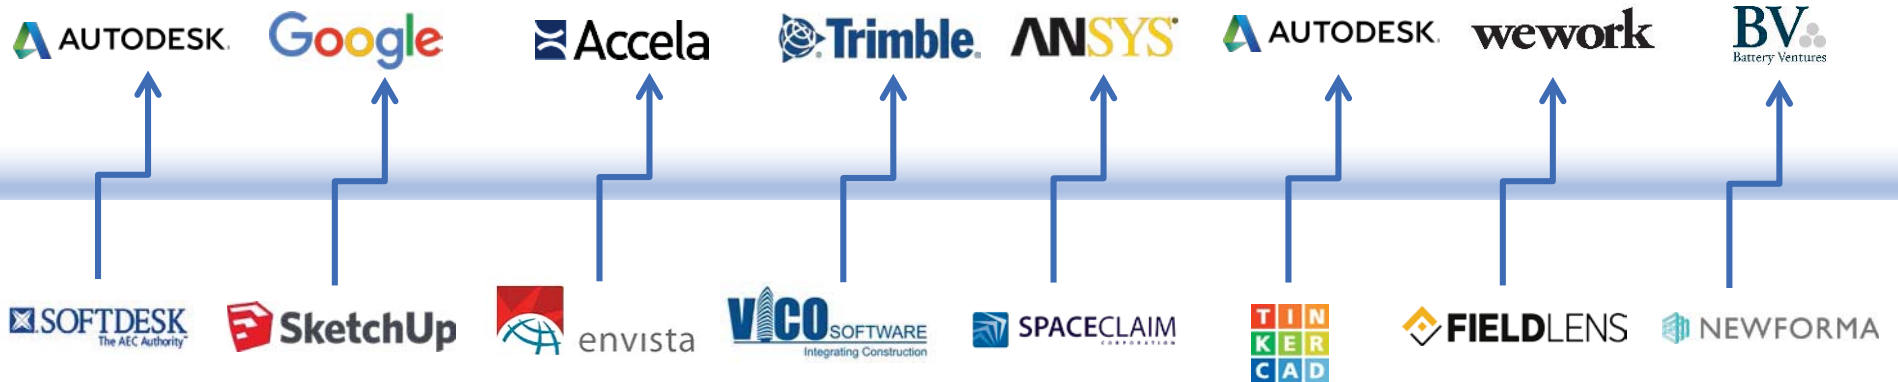 AUTODESK.
Google
Accela
Trimble.
ANSYS
AUTODESK.
wework
BV
Battery Ventures
SOFTDESK
The AEC Authority
SketchUp
envista
VICO SOFTWARE
Integrating Construction
SPACECLAIM
CORPORATION
TIN
KER
CAD
FIELDLENS
NEWFORMA